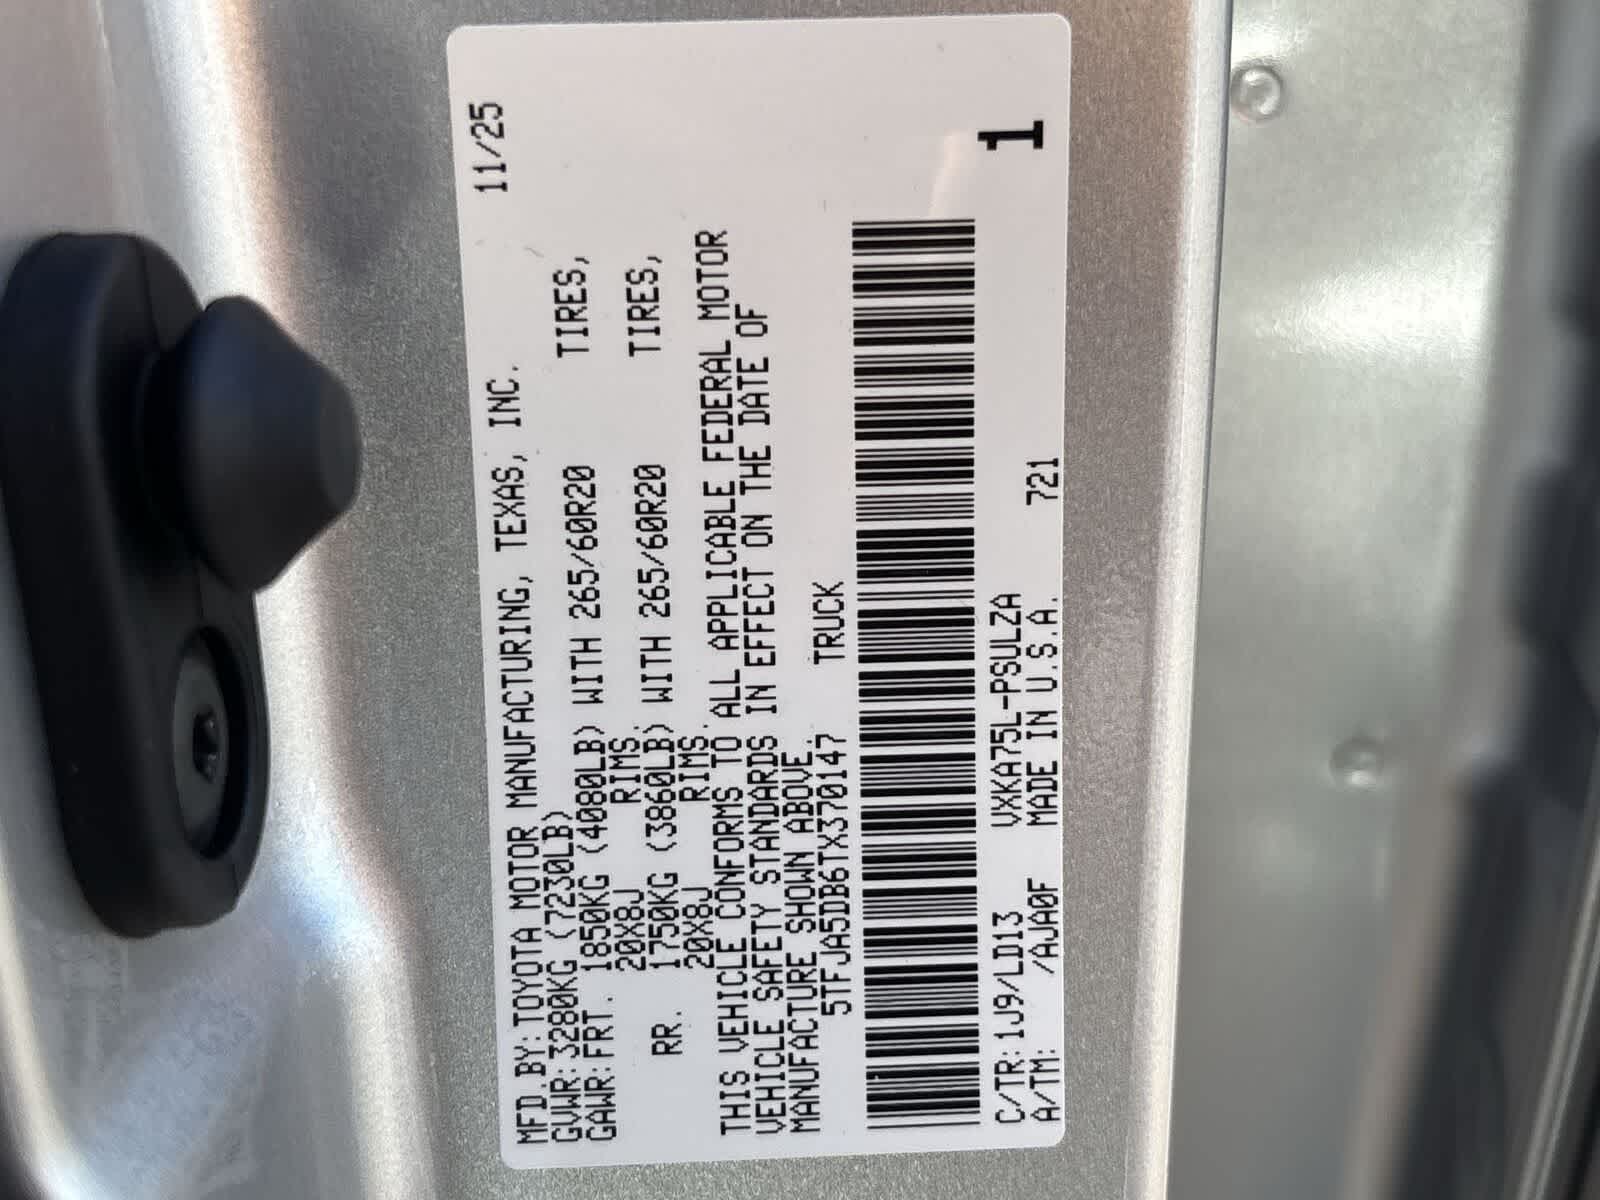 11/25
MFD.BY:TOYOTA MOTOR MANUFACTURING, TEXAS, INC.
GVWR:3280KG (7230LB)
GAWR:FRT. 1850KG (4080LB) WITH 265/60R20 TIRES,
20X8J RIMS,
RR. 1750KG (3860LB) WITH 265/60R20 TIRES,
20X8J RIMS,
THIS VEHICLE CONFORMS TO ALL APPLICABLE FEDERAL MOTOR
VEHICLE SAFETY STANDARDS IN EFFECT ON THE DATE OF
MANUFACTURE SHOWN ABOVE.
5TFJA5DB6TX370147 TRUCK
C/TR:1J9/LD13 VXKA75L-PSULZA
A/TM: /AJA0F MADE IN U.S.A. 721
1